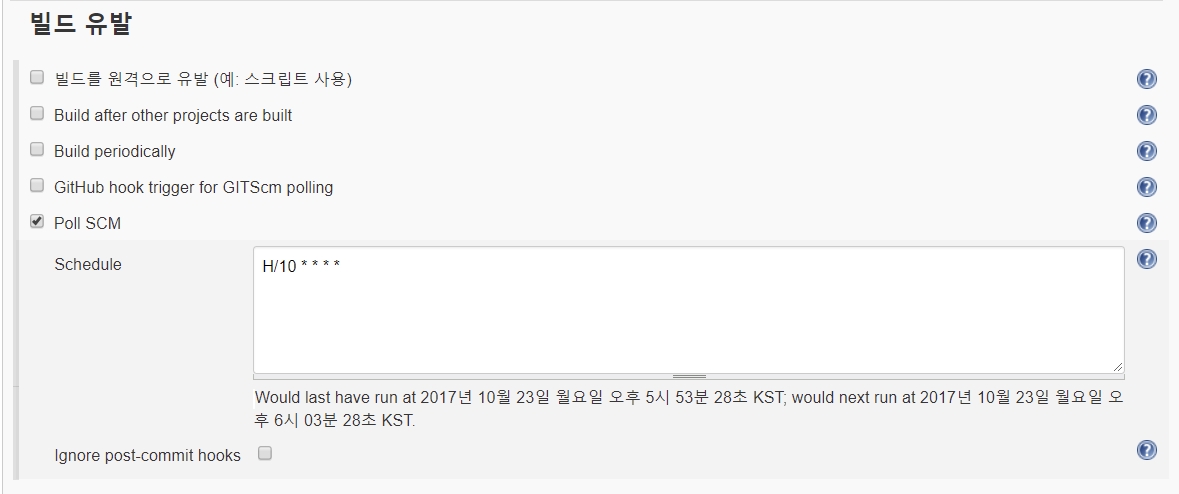 빌드 유발
빌드를 원격으로 유발 (예: 스크립트 사용)
Build after other projects are built
Build periodically
GitHub hook trigger for GITScm polling
Poll SCM
Schedule
H/10 * * * *
Would last have run at 2017년 10월 23일 월요일 오후 5시 53분 28초 KST; would next run at 2017년 10월 23일 월요일 오
후 6시 03분 28초 KST.
Ignore post-commit hooks